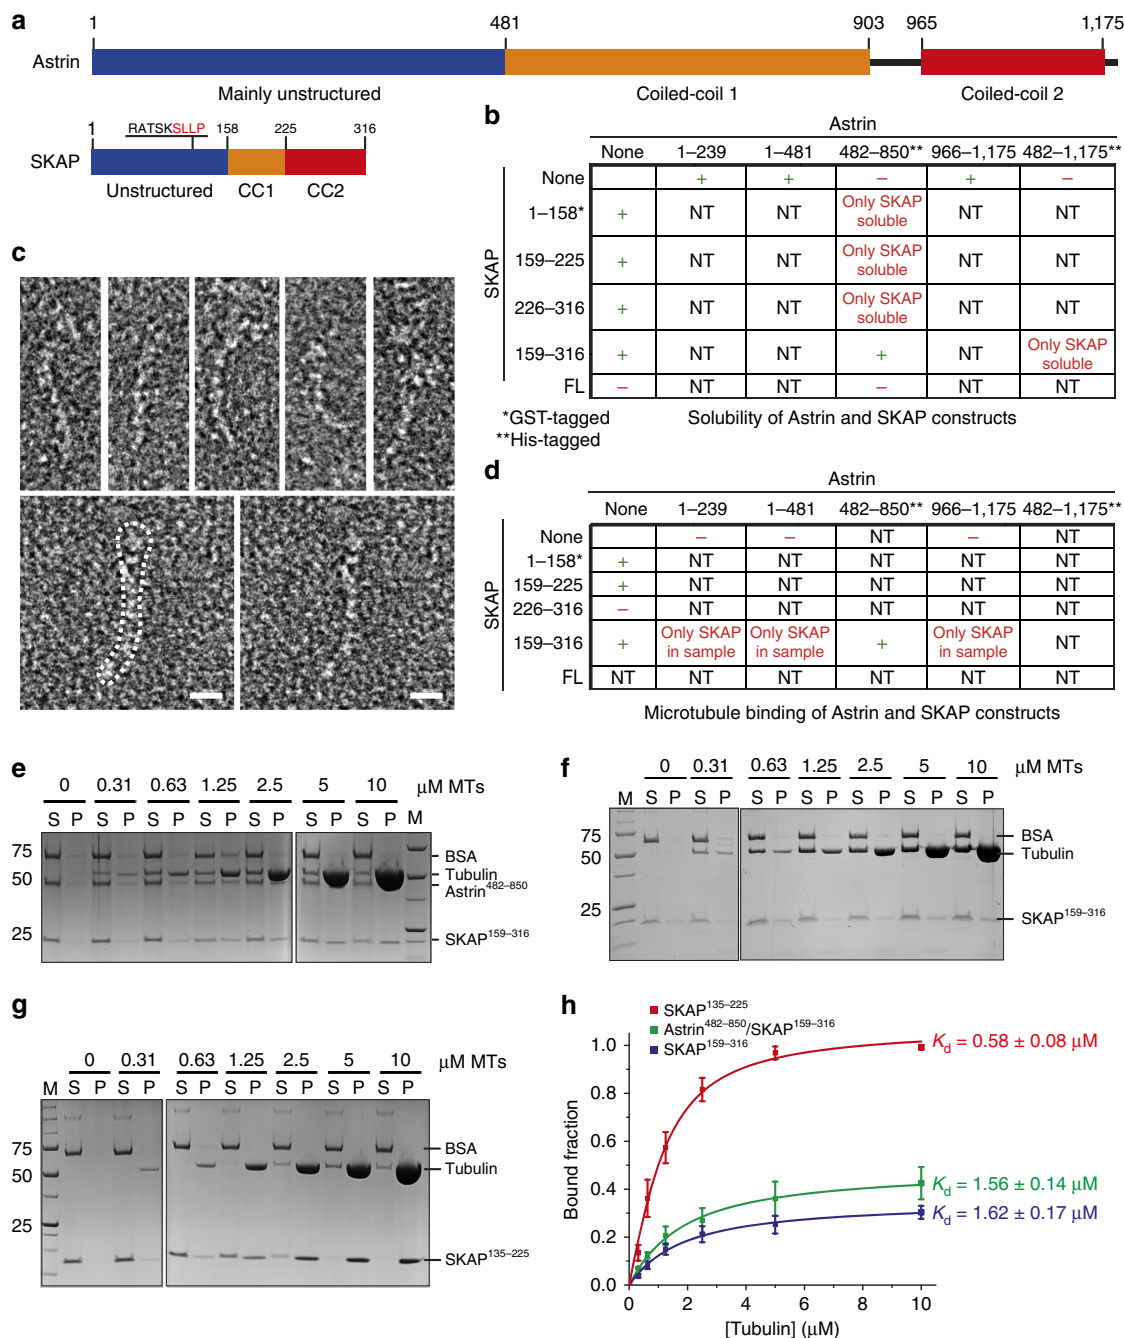 a
1 481 903 965 1,175
Astrin
Mainly unstructured Coiled-coil 1 Coiled-coil 2
1 RATSKSLLP 158 225 316
SKAP
Unstructured CC1 CC2
b
Astrin
None 1–239 1–481 482–850** 966–1,175 482–1,175**
SKAP
None + + – + –
1–158* + NT NT Only SKAP soluble NT NT
159–225 + NT NT Only SKAP soluble NT NT
226–316 + NT NT Only SKAP soluble NT NT
159–316 + NT NT + NT Only SKAP soluble
FL – NT NT – NT NT
*GST-tagged
**His-tagged
Solubility of Astrin and SKAP constructs
c
d
Astrin
None 1–239 1–481 482–850** 966–1,175 482–1,175**
SKAP
None – – NT – NT
1–158* + NT NT NT NT NT
159–225 + NT NT NT NT NT
226–316 – NT NT NT NT NT
159–316 + Only SKAP in sample Only SKAP in sample + Only SKAP in sample NT
FL NT NT NT NT NT NT
Microtubule binding of Astrin and SKAP constructs
e
0 0.31 0.63 1.25 2.5 5 10 μM MTs
S P S P S P S P S P S P S P M
75
50
25
BSA
Tubulin
Astrin482–850
SKAP159–316
f
0 0.31 0.63 1.25 2.5 5 10 μM MTs
M S P S P S P S P S P S P S P
75
50
25
BSA
Tubulin
SKAP159–316
g
0 0.31 0.63 1.25 2.5 5 10 μM MTs
M S P S P S P S P S P S P S P
75
50
25
BSA
Tubulin
SKAP135–225
h
SKAP135–225
Astrin482–850/SKAP159–316
SKAP159–316
Kd = 0.58 ± 0.08 μM
Kd = 1.56 ± 0.14 μM
Kd = 1.62 ± 0.17 μM
Bound fraction
1.0
0.8
0.6
0.4
0.2
0.0
0 2 4 6 8 10
[Tubulin] (μM)